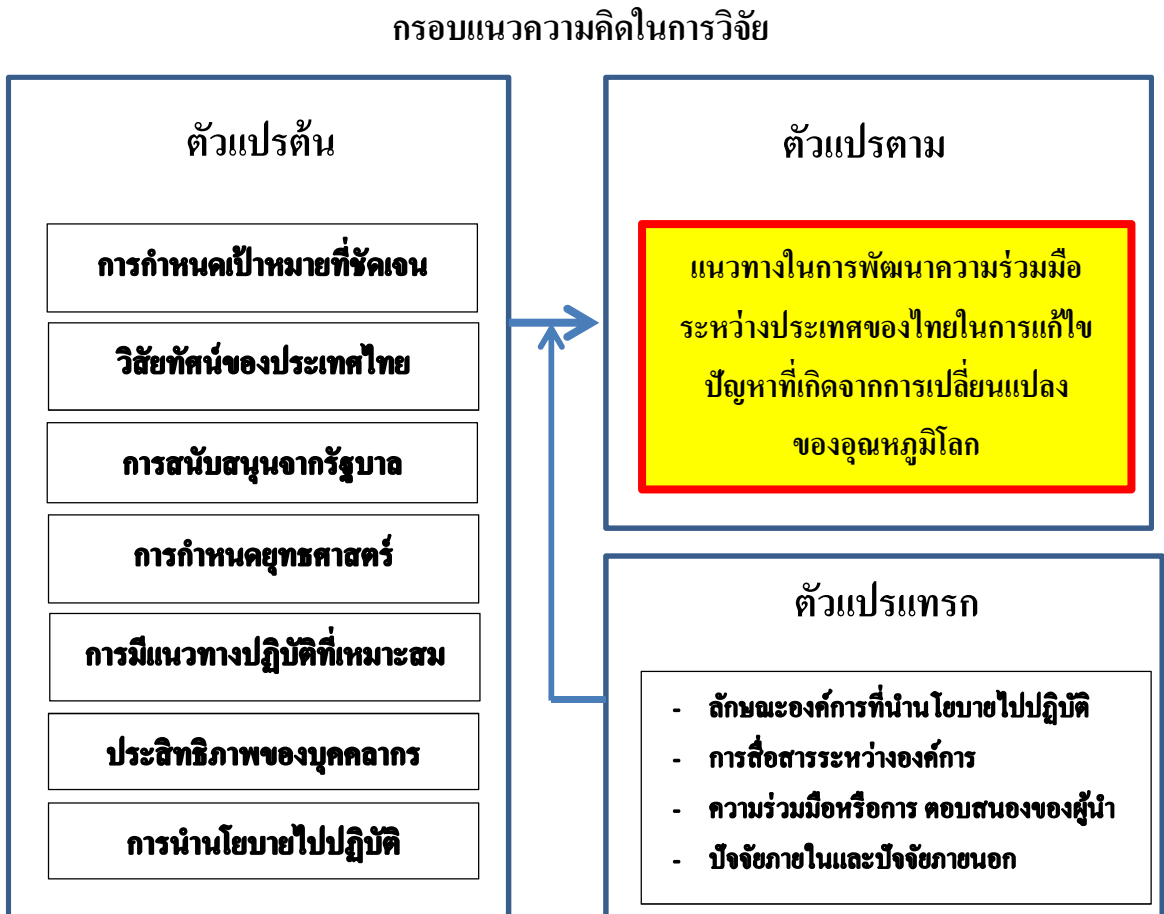 กรอบแนวความคิดในการวิจัย
ตัวแปรต้น
การกำหนดเป้าหมายที่ชัดเจน
วิสัยทัศน์ของประเทศไทย
การสนับสนุนจากรัฐบาล
การกำหนดยุทธศาสตร์
การมีแนวทางปฏิบัติที่เหมาะสม
ประสิทธิภาพของบุคคลากร
การนำนโยบายไปปฏิบัติ
ตัวแปรตาม
แนวทางในการพัฒนาความร่วมมือ
ระหว่างประเทศของไทยในการแก้ไข
ปัญหาที่เกิดจากการเปลี่ยนแปลง
ของอุณหภูมิโลก
ตัวแปรแทรก
- ลักษณะองค์การที่นำนโยบายไปปฏิบัติ
- การสื่อสารระหว่างองค์การ
- ความร่วมมือหรือการ ตอบสนองของผู้นำ
- ปัจจัยภายในและปัจจัยภายนอก